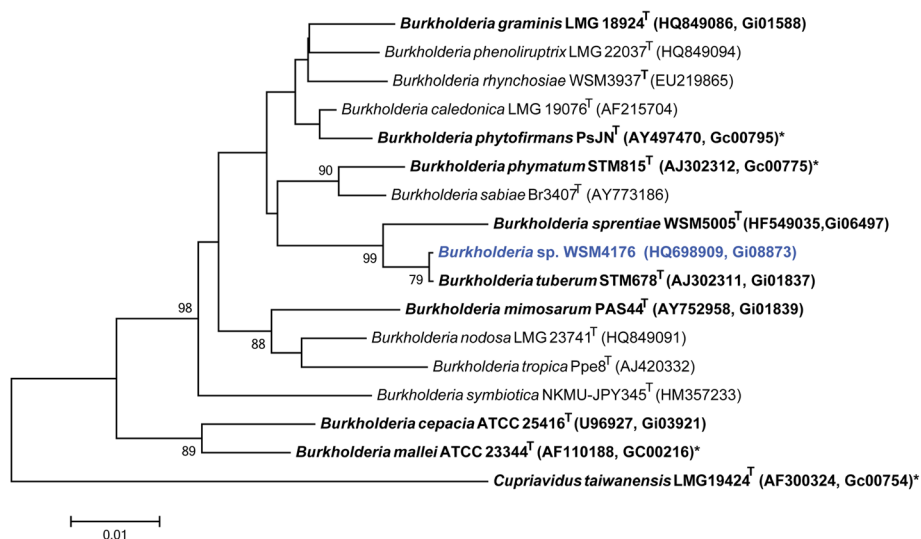 Burkholderia graminis LMG 18924T (HQ849086, Gi01588)
Burkholderia phenoliruptrix LMG 22037T (HQ849094)
Burkholderia rhynchosiae WSM3937T (EU219865)
Burkholderia caledonica LMG 19076T (AF215704)
Burkholderia phytofirmans PsJNT (AY497470, Gc00795)*
Burkholderia phymatum STM815T (AJ302312, Gc00775)*
90
Burkholderia sabiae Br3407T (AY773186)
Burkholderia sprentiae WSM5005T (HF549035,Gi06497)
Burkholderia sp. WSM4176 (HQ698909, Gi08873)
99
Burkholderia tuberum STM678T (AJ302311, Gi01837)
79
Burkholderia mimosarum PAS44T (AY752958, Gi01839)
98
Burkholderia nodosa LMG 23741T (HQ849091)
88
Burkholderia tropica Ppe8T (AJ420332)
Burkholderia symbiotica NKMU-JPY345T (HM357233)
Burkholderia cepacia ATCC 25416T (U96927, Gi03921)
89
Burkholderia mallei ATCC 23344T (AF110188, GC00216)*
Cupriavidus taiwanensis LMG19424T (AF300324, Gc00754)*
0.01